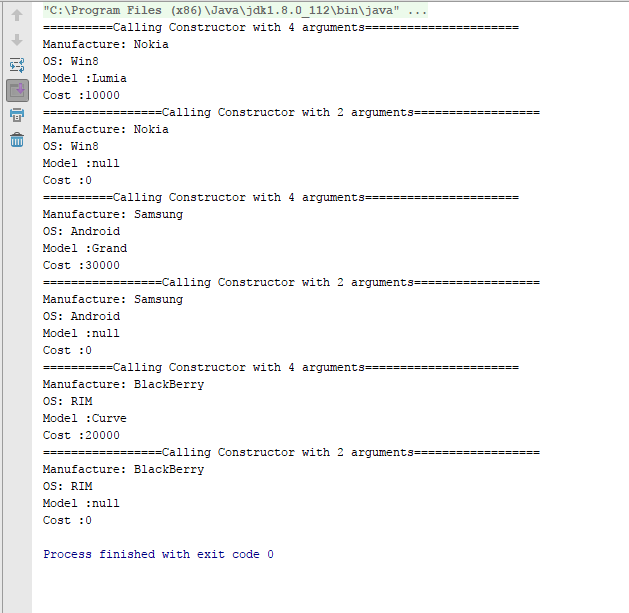 "C:\Program Files (x86)\Java\jdk1.8.0_112\bin\java" ...
==========Calling Constructor with 4 arguments======================
Manufacture: Nokia
OS: Win8
Model :Lumia
Cost :10000
=================Calling Constructor with 2 arguments==================
Manufacture: Nokia
OS: Win8
Model :null
Cost :0
==========Calling Constructor with 4 arguments======================
Manufacture: Samsung
OS: Android
Model :Grand
Cost :30000
=================Calling Constructor with 2 arguments==================
Manufacture: Samsung
OS: Android
Model :null
Cost :0
==========Calling Constructor with 4 arguments======================
Manufacture: BlackBerry
OS: RIM
Model :Curve
Cost :20000
=================Calling Constructor with 2 arguments==================
Manufacture: BlackBerry
OS: RIM
Model :null
Cost :0
Process finished with exit code 0